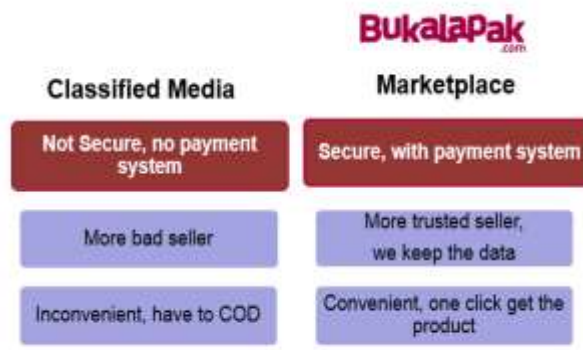 BukalaPak
.com
Classified Media
Marketplace
Not Secure, no payment
system
Secure, with payment system
More bad seller
More trusted seller,
we keep the data
Inconvenient, have to COD
Convenient, one click get the
product